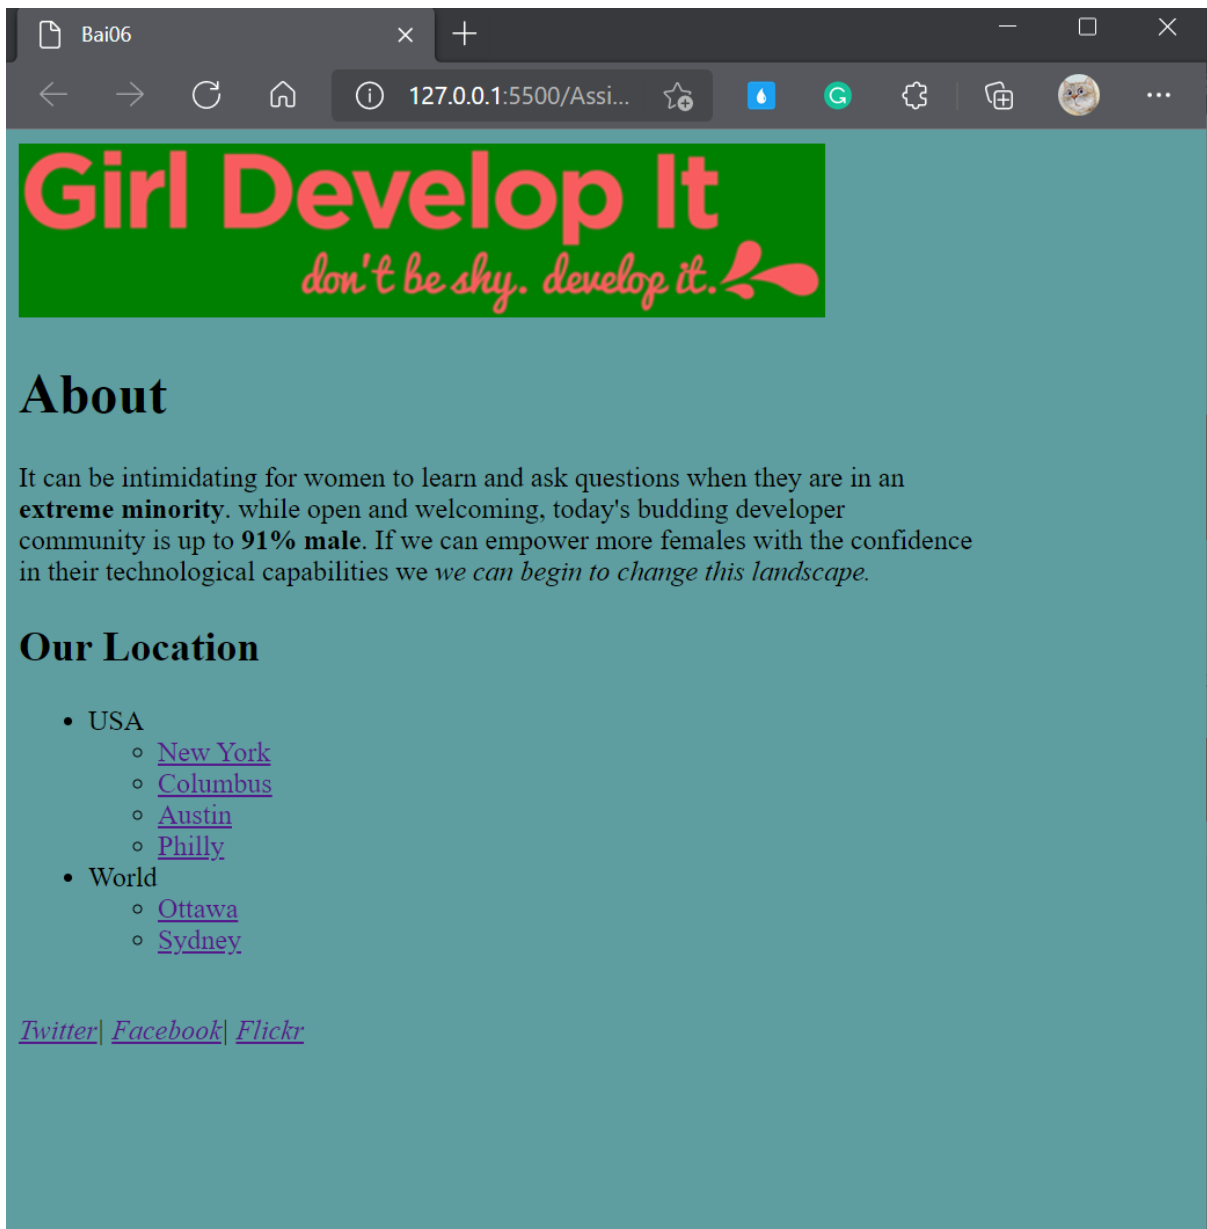 Bai06
127.0.0.1:5500/Assi...
Girl Develop It
don't be shy. develop it.
About
It can be intimidating for women to learn and ask questions when they are in an
extreme minority. while open and welcoming, today's budding developer
community is up to 91% male. If we can empower more females with the confidence
in their technological capabilities we we can begin to change this landscape.
Our Location
USA
New York
Columbus
Austin
Philly
World
Ottawa
Sydney
Twitter| Facebook| Flickr